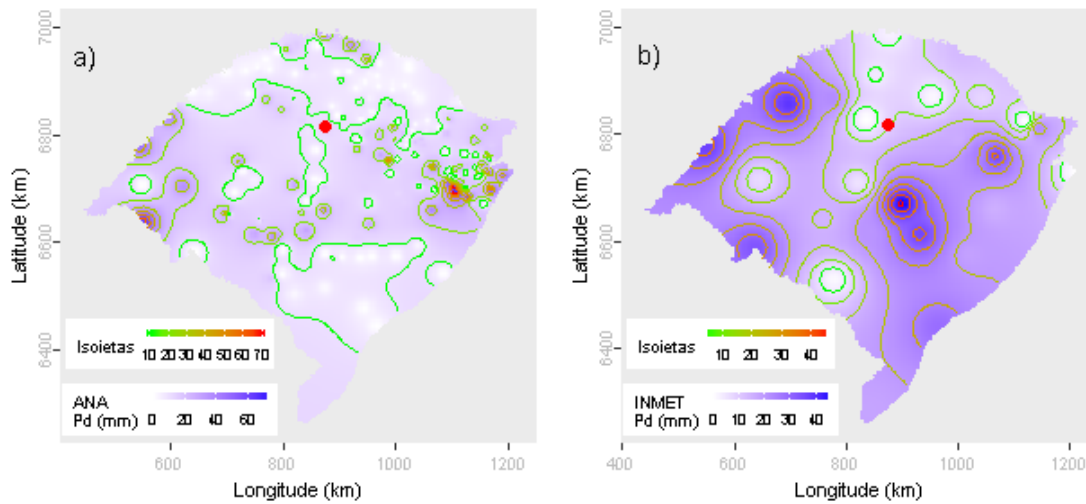 a)
7000
6800
6600
6400
Latitude (km)
Isoietas
10 20 30 40 50 60 70
ANA
Pd (mm)
0 20 40 60
600 800 1000 1200
Longitude (km)
b)
7000
6800
6600
6400
Latitude (km)
Isoietas
10 20 30 40
INMET
Pd (mm)
0 10 20 30 40
400 600 800 1000 1200
Longitude (km)